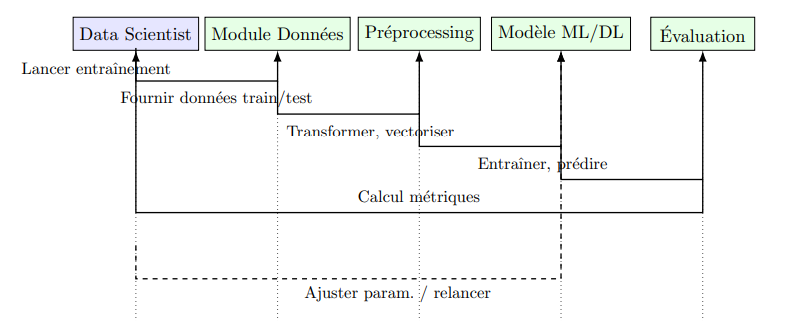 Data Scientist
Module Données
Préprocessing
Modèle ML/DL
Évaluation
Lancer entraînement
Fournir données train/test
Transformer, vectoriser
Entraîner, prédire
Calcul métriques
Ajuster param. / relancer